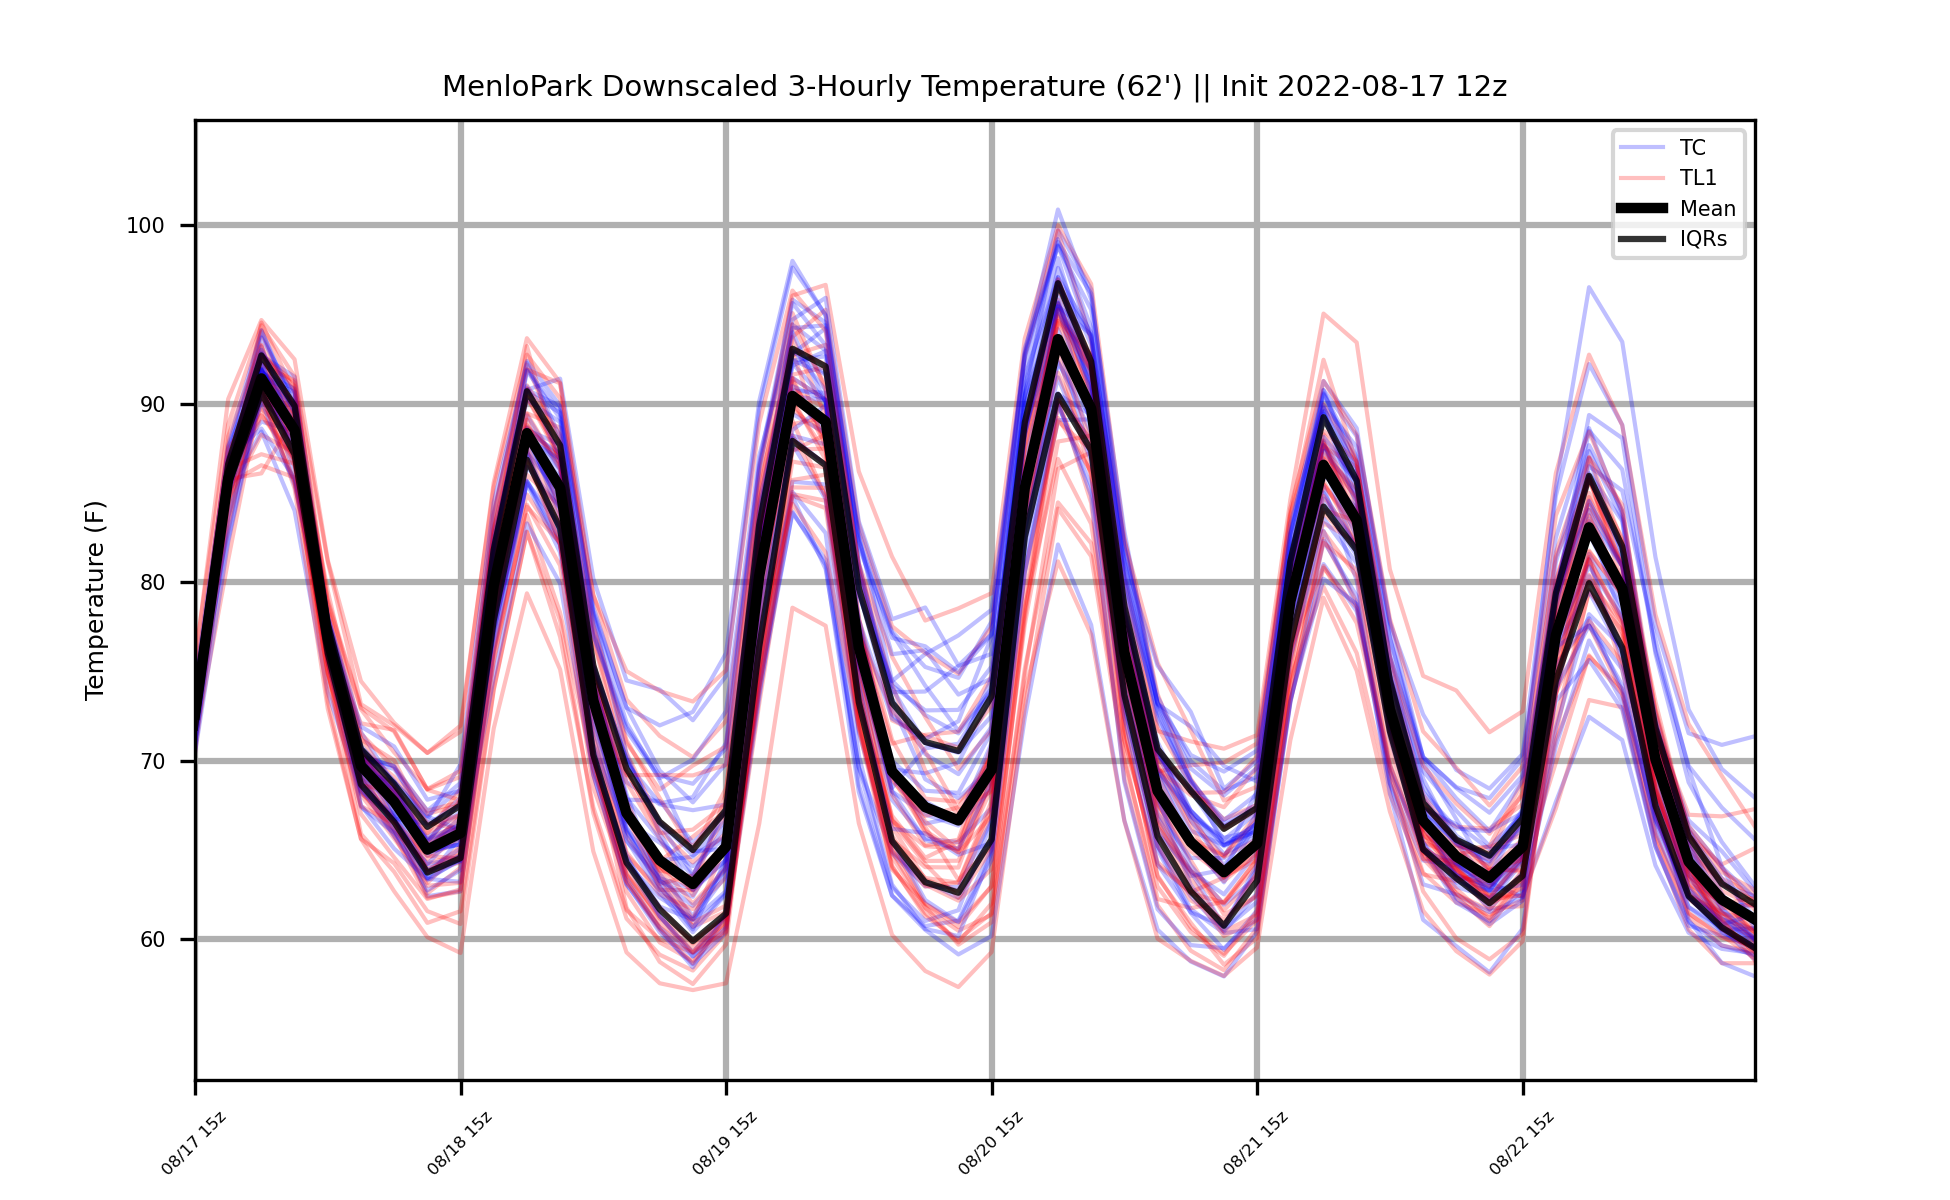 MenloPark Downscaled 3-Hourly Temperature (62') || Init 2022-08-17 12z
TC
TL1
Mean
IQRs
Temperature (F)
100
90
80
70
60
08/17 15z
08/18 15z
08/19 15z
08/20 15z
08/21 15z
08/22 15z